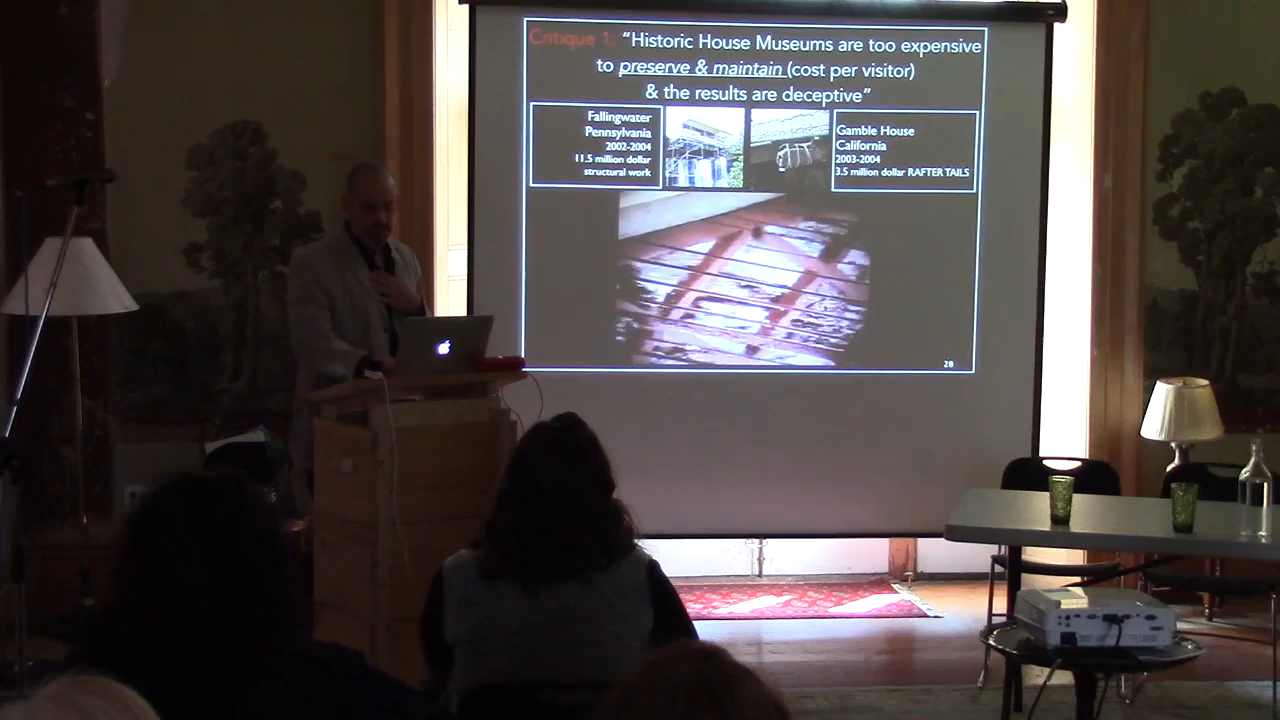 Critique 1: “Historic House Museums are too expensive
to preserve & maintain (cost per visitor)
& the results are deceptive”
Fallingwater
Pennsylvania
2002-2004
11.5 million dollar
structural work
Gamble House
California
2003-2004
3.5 million dollar RAFTER TAILS
28